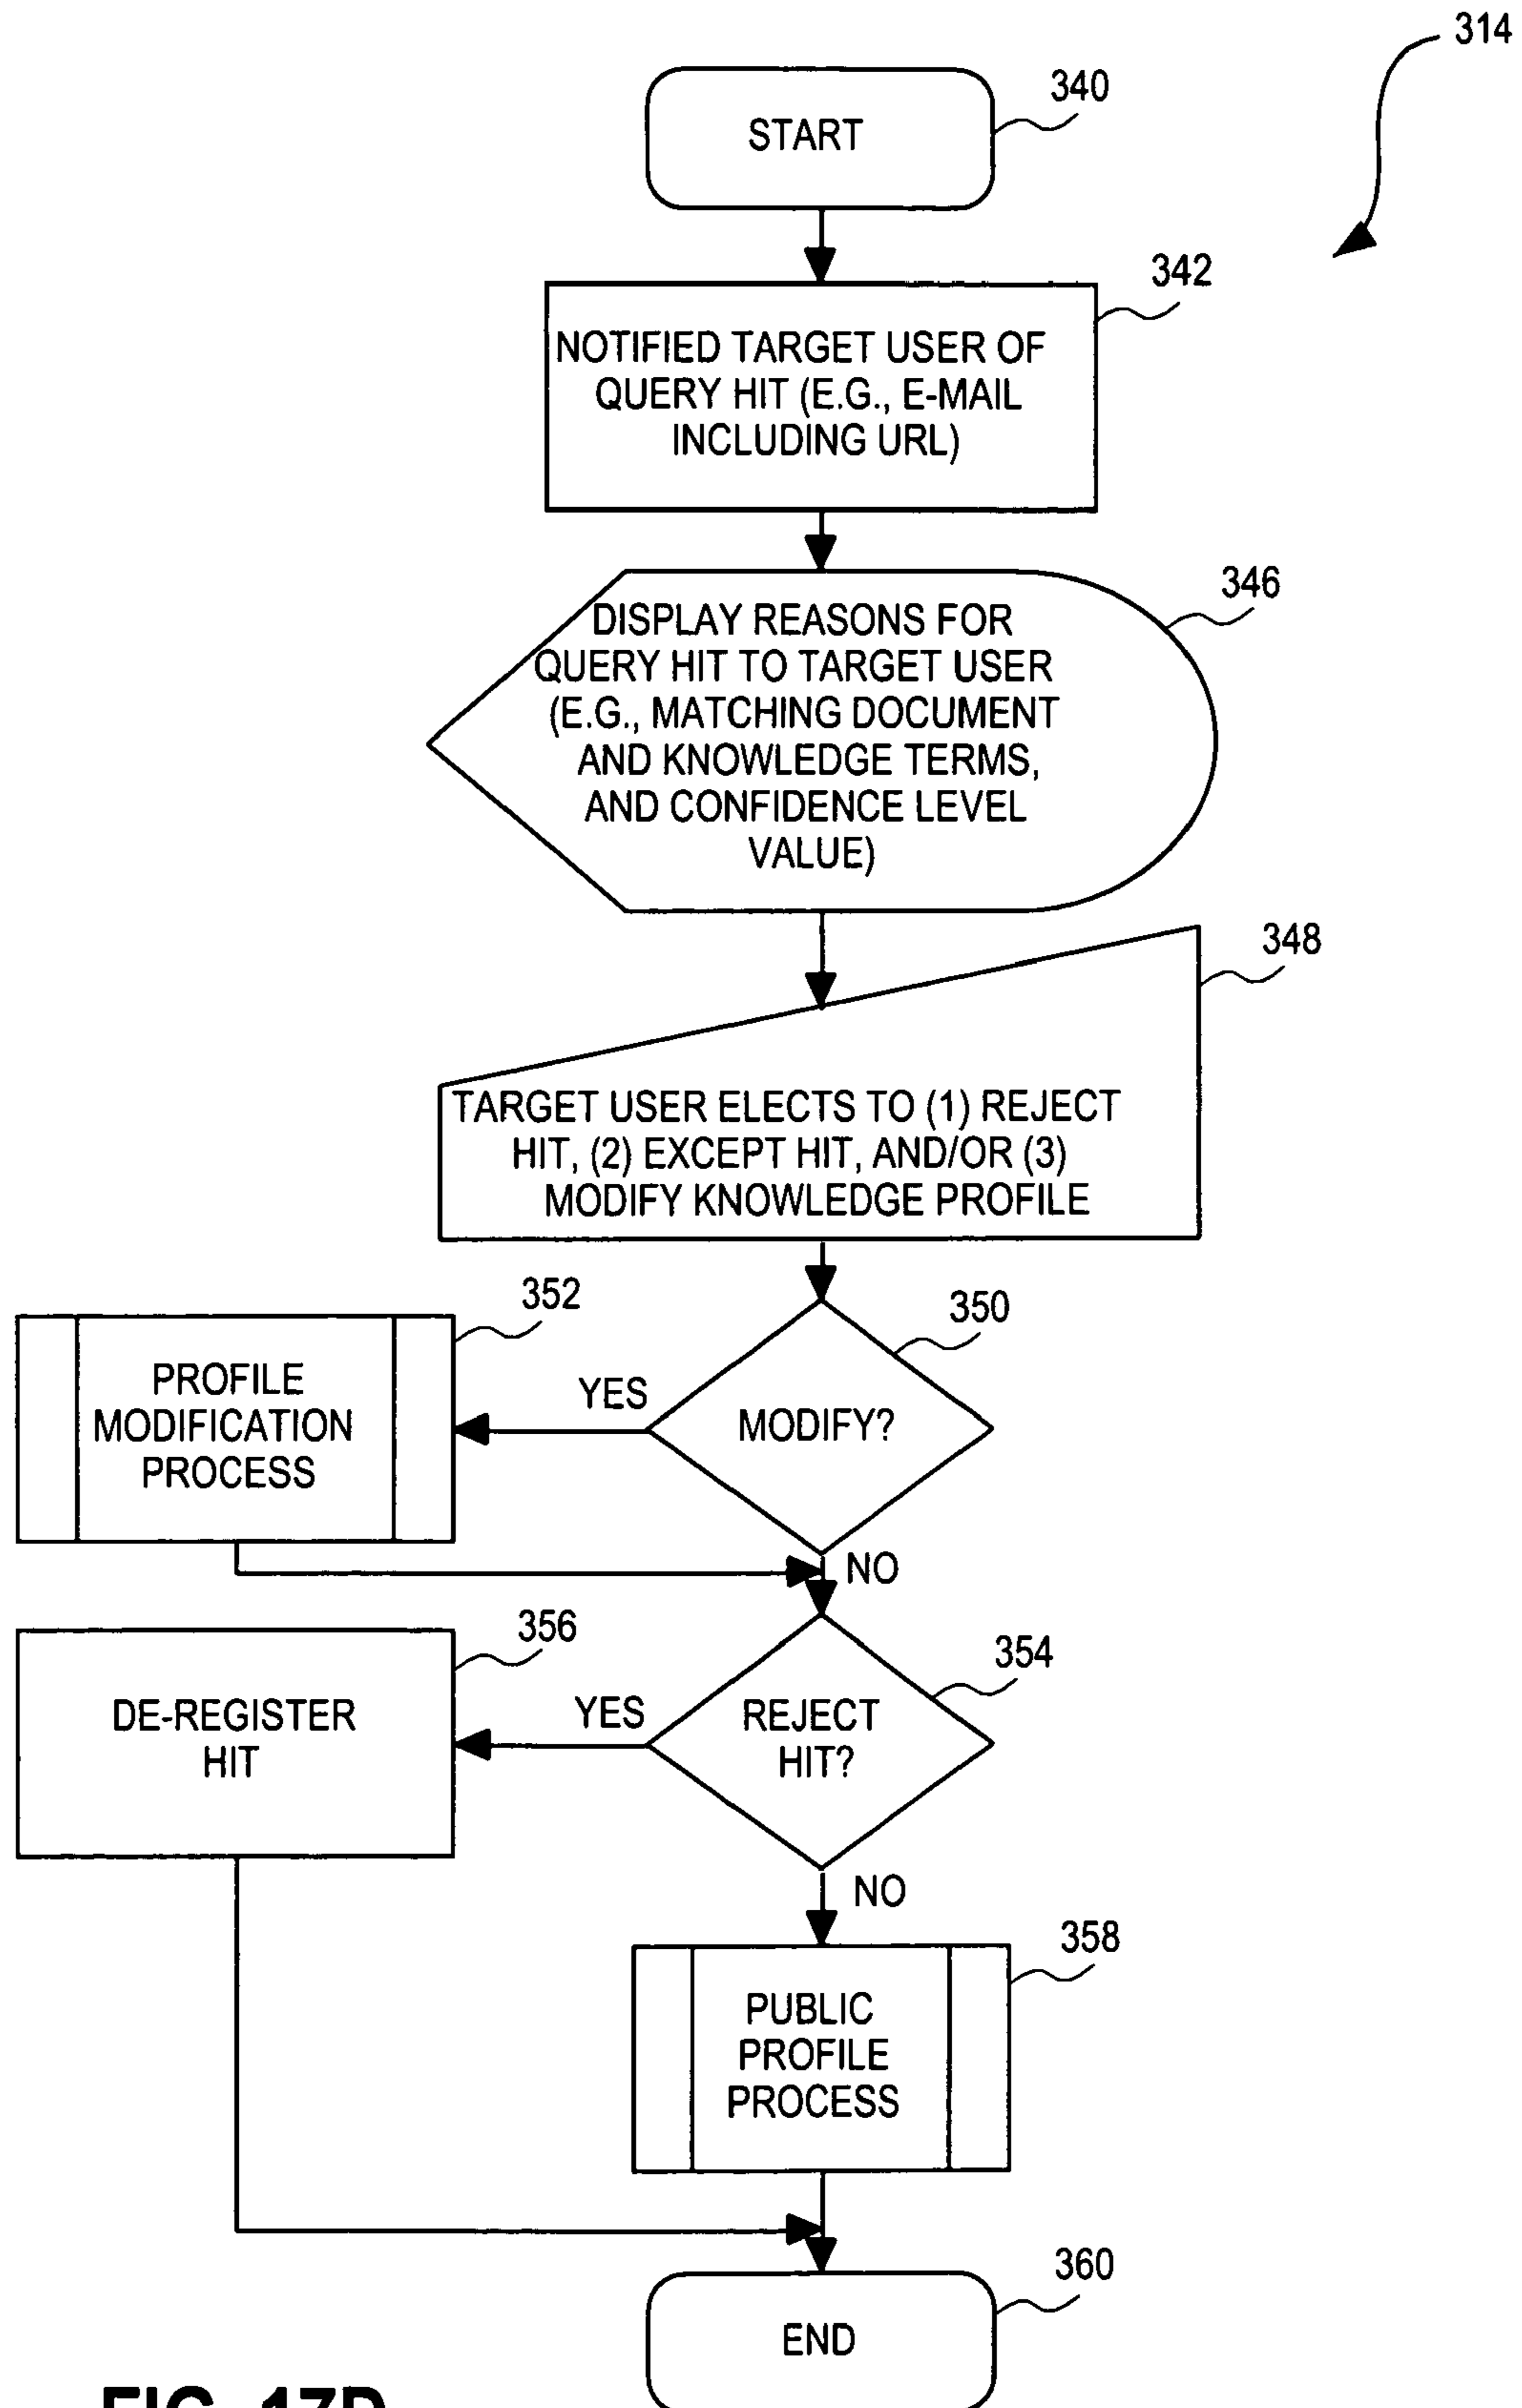 314
340
START
342
NOTIFIED TARGET USER OF
QUERY HIT (E.G., E-MAIL
INCLUDING URL)
346
DISPLAY REASONS FOR
QUERY HIT TO TARGET USER
(E.G., MATCHING DOCUMENT
AND KNOWLEDGE TERMS,
AND CONFIDENCE LEVEL
VALUE)
348
TARGET USER ELECTS TO (1) REJECT
HIT, (2) EXCEPT HIT, AND/OR (3)
MODIFY KNOWLEDGE PROFILE
352
350
PROFILE
MODIFICATION
PROCESS
YES
MODIFY?
NO
356
354
DE-REGISTER
HIT
YES
REJECT
HIT?
NO
358
PUBLIC
PROFILE
PROCESS
360
END
FIG. 17D